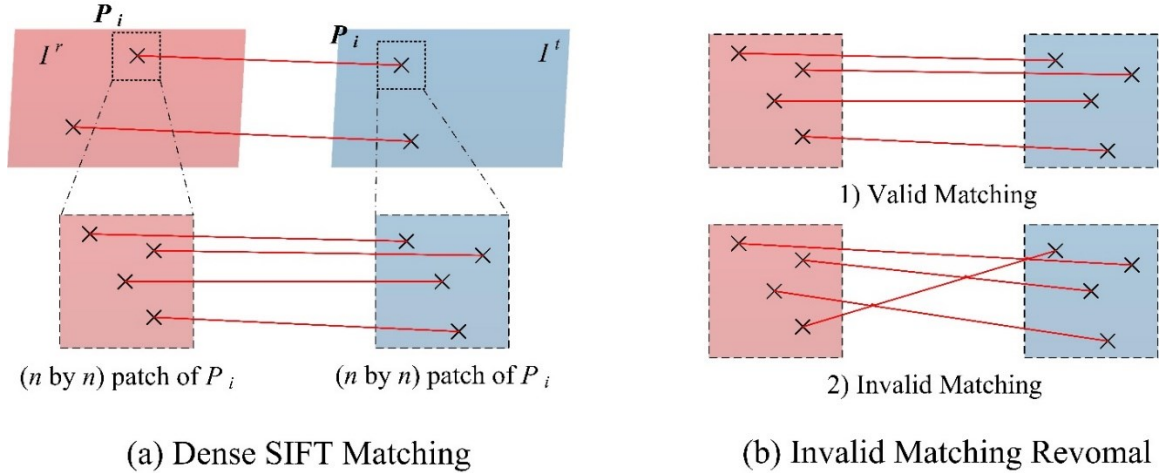 P i
P i
I r
I t
(n by n) patch of P i
(n by n) patch of P i
(a) Dense SIFT Matching
1) Valid Matching
2) Invalid Matching
(b) Invalid Matching Revomal